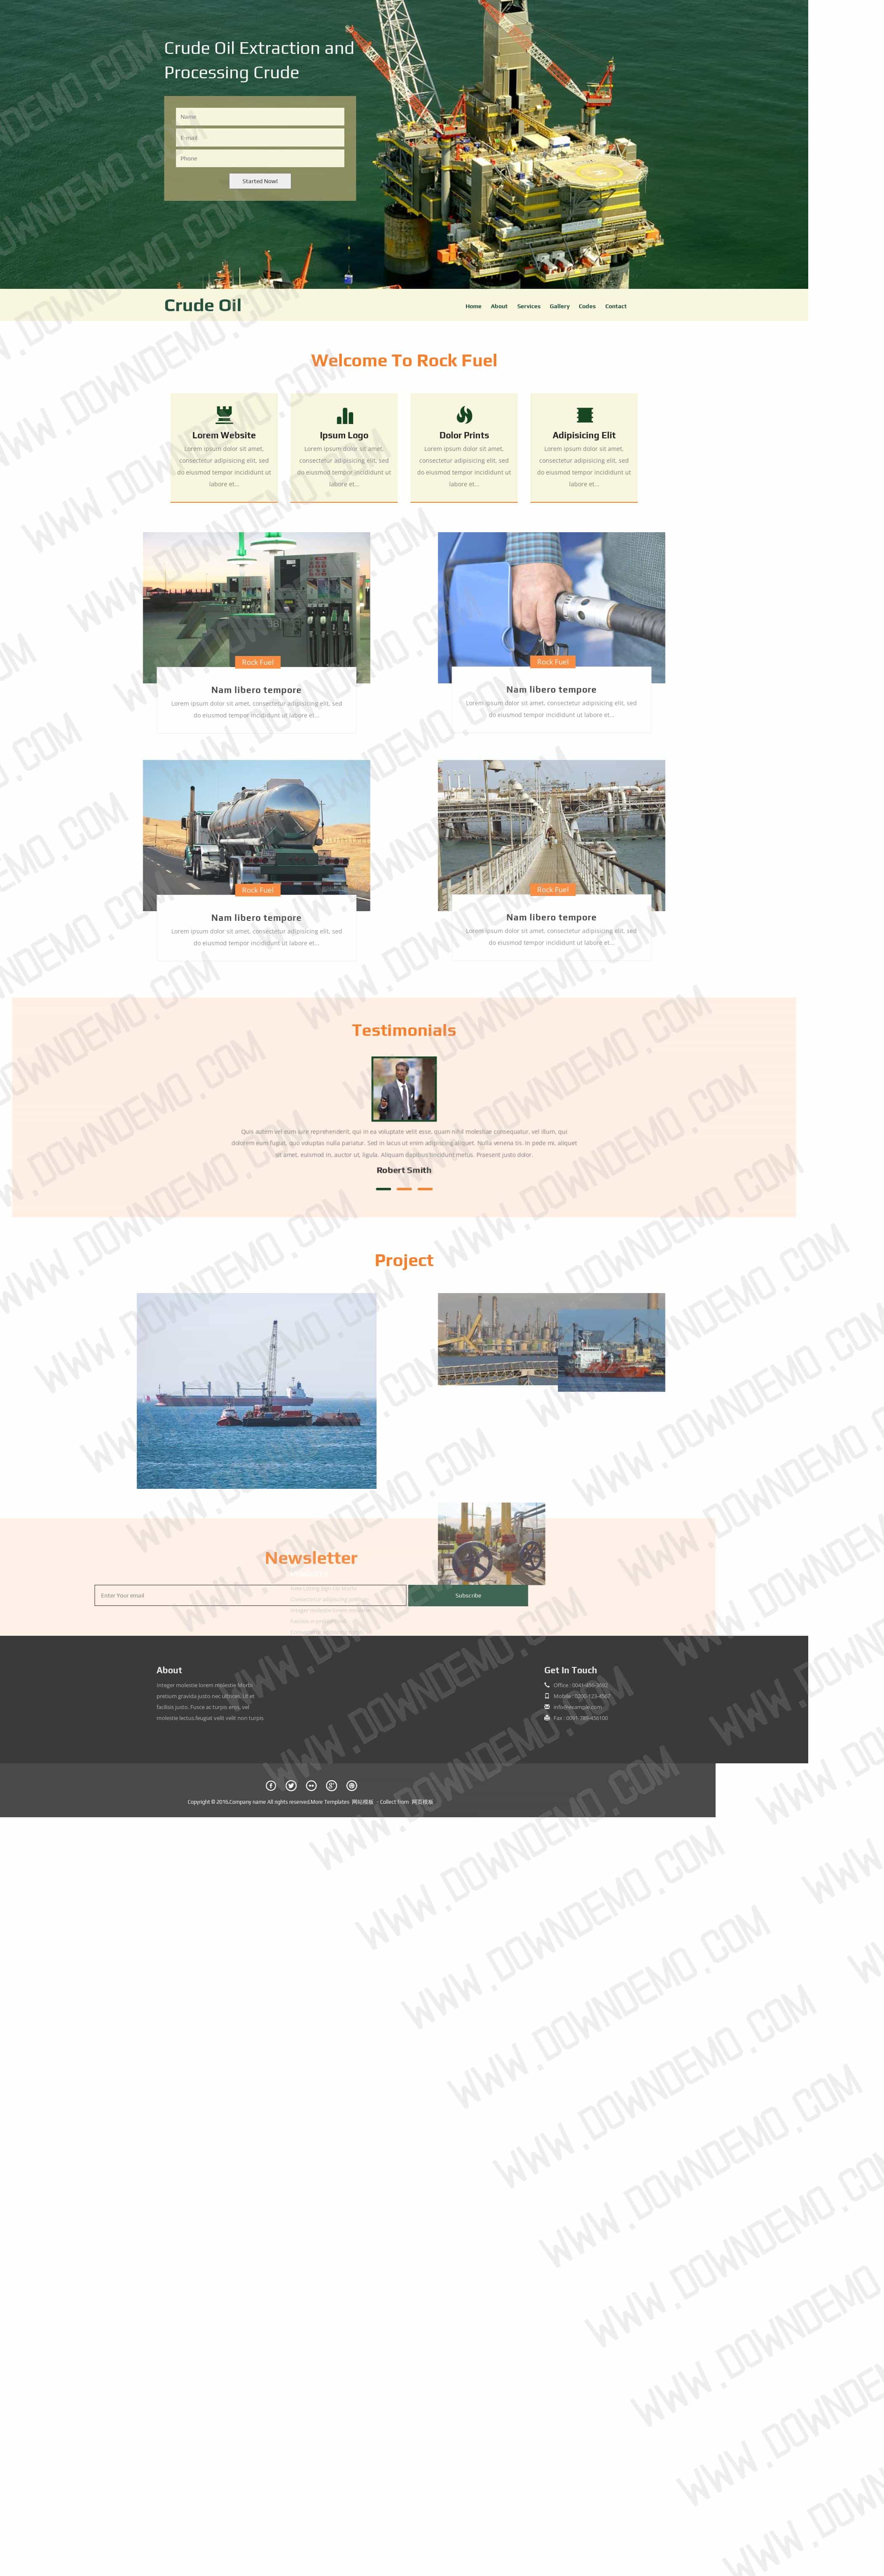 Crude Oil Extraction and
Processing Crude
Name
E-mail
Phone
Started Now!
Crude Oil
Home About Services Gallery Codes Contact
Welcome To Rock Fuel
Lorem Website
Lorem ipsum dolor sit amet,
consectetur adipisicing elit, sed
do eiusmod tempor incididunt ut
labore et...
Ipsum Logo
Lorem ipsum dolor sit amet,
consectetur adipisicing elit, sed
do eiusmod tempor incididunt ut
labore et...
Dolor Prints
Lorem ipsum dolor sit amet,
consectetur adipisicing elit, sed
do eiusmod tempor incididunt ut
labore et...
Adipisicing Elit
Lorem ipsum dolor sit amet,
consectetur adipisicing elit, sed
do eiusmod tempor incididunt ut
labore et...
Rock Fuel
Nam libero tempore
Lorem ipsum dolor sit amet, consectetur adipisicing elit, sed
do eiusmod tempor incididunt ut labore et...
Rock Fuel
Nam libero tempore
Lorem ipsum dolor sit amet, consectetur adipisicing elit, sed
do eiusmod tempor incididunt ut labore et...
Rock Fuel
Nam libero tempore
Lorem ipsum dolor sit amet, consectetur adipisicing elit, sed
do eiusmod tempor incididunt ut labore et...
Rock Fuel
Nam libero tempore
Lorem ipsum dolor sit amet, consectetur adipisicing elit, sed
do eiusmod tempor incididunt ut labore et...
Testimonials
Quis autem vel eum iure reprehenderit, qui in ea voluptate velit esse, quam nihil molestiae consequatur, vel illum, qui
dolorem eum fugiat, quo voluptas nulla pariatur. Sed in lacus ut enim adipiscing aliquet. Nulla venena tis. In pede mi, aliquet
sit amet, euismod in, auctor ut, ligula. Aliquam dapibus tincidunt metus. Praesent justo dolor.
Robert Smith
Project
Newsletter
Enter Your email
Subscribe
About
Integer molestie lorem molestie Morbi
pretium gravida justo nec ultrices. Ut et
facilisis justo. Fusce ac turpis eros, vel
molestie lectus.feugiat velit velit non turpis
Get In Touch
Office : 0041-456-3692
Mobile : 0200-123-4567
info@example.com
Fax : 0091-789-456100
Copyright © 2016.Company name All rights reserved.More Templates 网站模板 - Collect from 网页模板
WWW.DOWNDEMO.COM